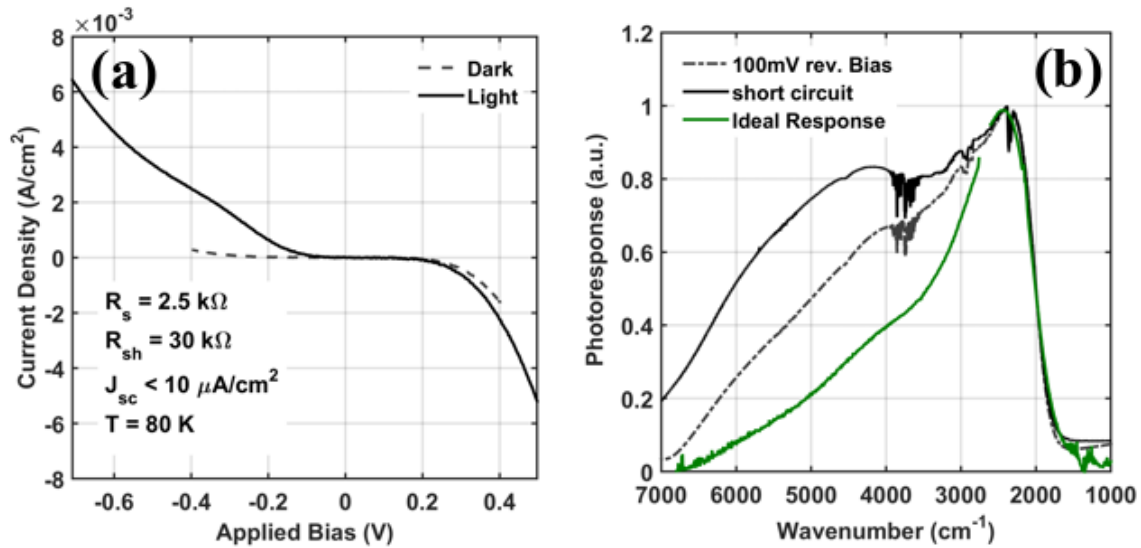 ×10⁻³
(a)
Dark
Light
8
6
4
2
0
-2
-4
-6
-8
Current Density (A/cm²)
R_s = 2.5 kΩ
R_sh = 30 kΩ
J_sc < 10 μA/cm²
T = 80 K
-0.6
-0.4
-0.2
0
0.2
0.4
Applied Bias (V)
(b)
100mV rev. Bias
short circuit
Ideal Response
1.2
1
0.8
0.6
0.4
0.2
0
Photoresponse (a.u.)
7000
6000
5000
4000
3000
2000
1000
Wavenumber (cm⁻¹)